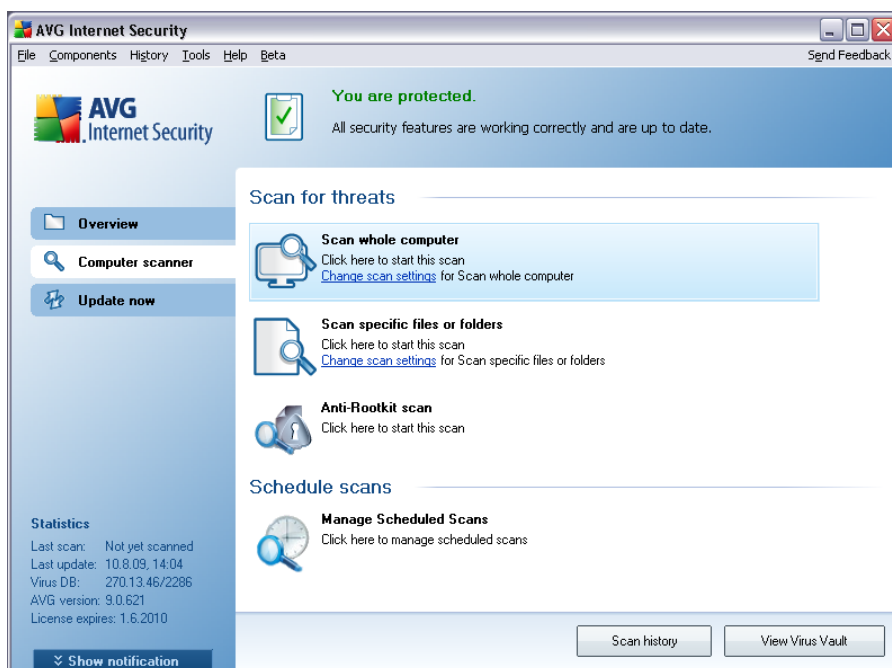 AVG Internet Security
File Components History Tools Help Beta Send Feedback
AVG
Internet Security
You are protected.
All security features are working correctly and are up to date.
Overview
Computer scanner
Update now
Scan for threats
Scan whole computer
Click here to start this scan
Change scan settings for Scan whole computer
Scan specific files or folders
Click here to start this scan
Change scan settings for Scan specific files or folders
Anti-Rootkit scan
Click here to start this scan
Schedule scans
Manage Scheduled Scans
Click here to manage scheduled scans
Statistics
Last scan: Not yet scanned
Last update: 10.8.09, 14:04
Virus DB: 270.13.46/2286
AVG version: 9.0.621
License expires: 1.6.2010
Show notification
Scan history
View Virus Vault